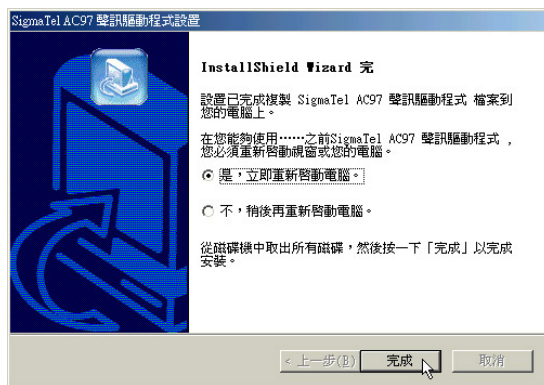 SigmaTel AC97 聲訊驅動程式設置
InstallShield Wizard 完
設置已完成複製 SigmaTel AC97 聲訊驅動程式 檔案到
您的電腦上。
在您能夠使用……之前SigmaTel AC97 聲訊驅動程式 ,
您必須重新啓動視窗或您的電腦。
是，立即重新啓動電腦。
不，稍後再重新啓動電腦。
從磁碟機中取出所有磁碟，然後按一下「完成」以完成
安裝。
< 上一步(B)
完成
取消